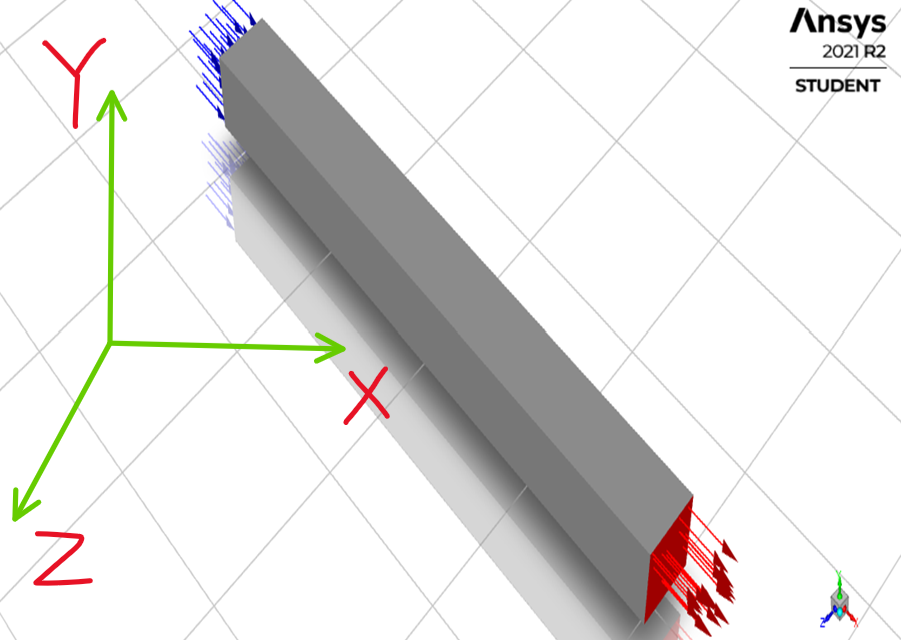 Ansys
2021 R2
STUDENT
Y
X
Z